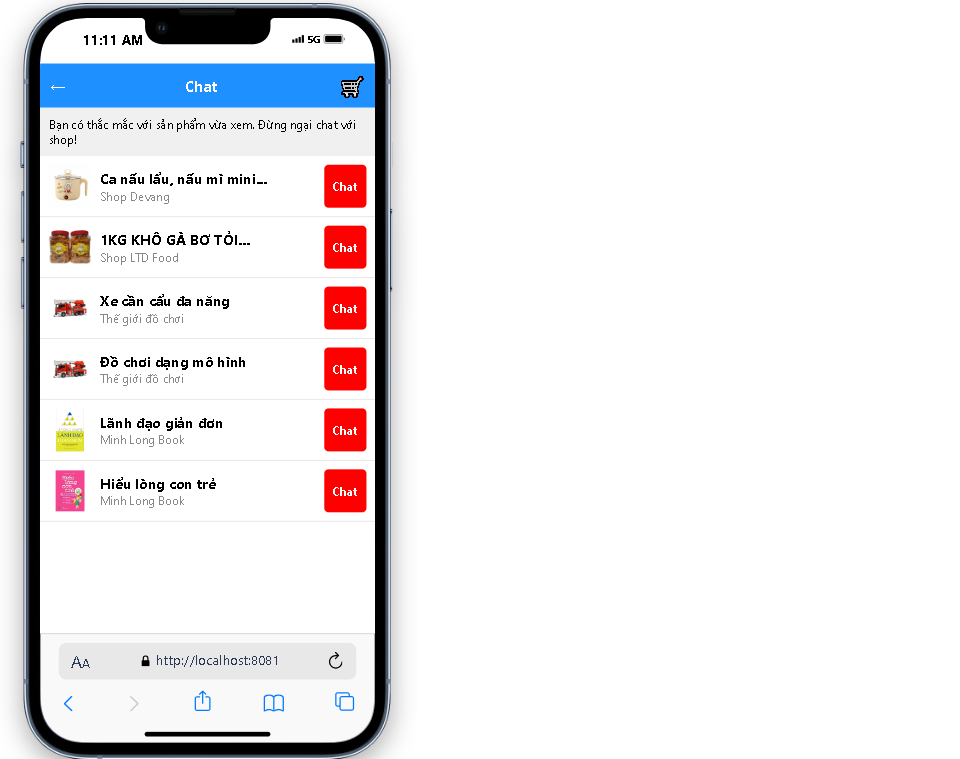 11:11 AM
5G
Chat
Bạn có thắc mắc với sản phẩm vừa xem. Đừng ngại chat với
shop!
Ca nấu lẩu, nấu mì mini...
Shop Devang
Chat
1KG KHÔ GÀ BƠ TỎI...
Shop LTD Food
Chat
Xe cần cẩu đa năng
Thế giới đồ chơi
Chat
Đồ chơi dạng mô hình
Thế giới đồ chơi
Chat
LÃNH ĐẠO
Lãnh đạo giản đơn
Minh Long Book
Chat
Hiểu lòng con trẻ
Minh Long Book
Chat
AA
http://localhost:8081